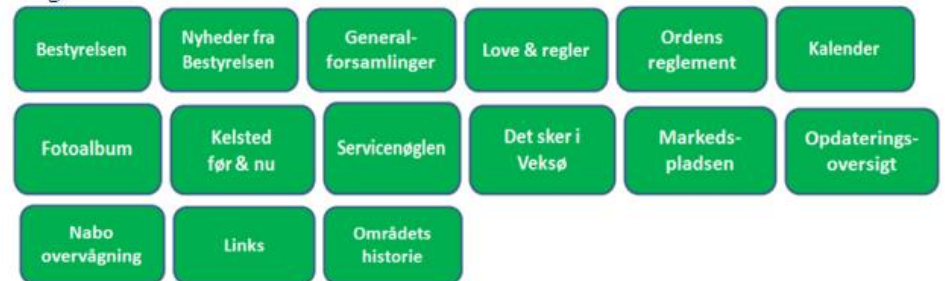 Bestyrelsen
Nyheder fra
Bestyrelsen
General-
forsamlinger
Love & regler
Ordens
reglement
Kalender
Fotoalbum
Kelsted
før & nu
Servicenøglen
Det sker i
Veksø
Markeds-
pladsen
Opdaterings-
oversigt
Nabo
overvågning
Links
Områdets
historie